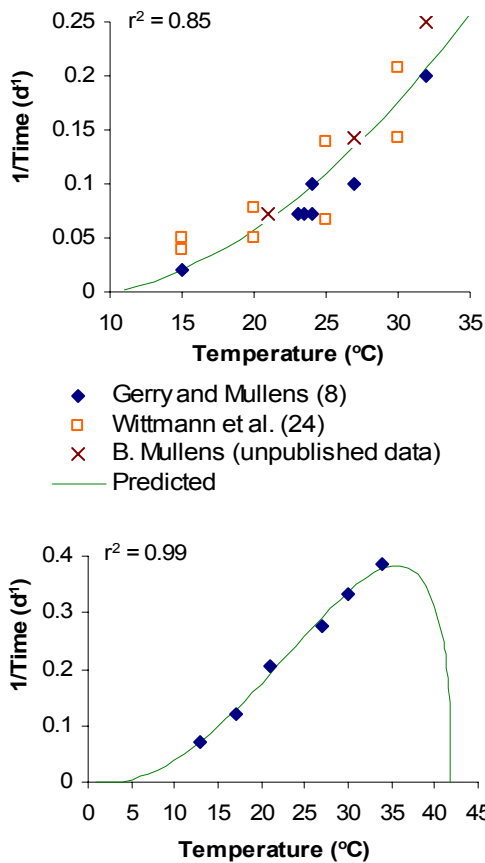 r² = 0.85
1/Time (d⁻¹)
0.25
0.2
0.15
0.1
0.05
0
10 15 20 25 30 35
Temperature (°C)
Gerry and Mullens (8)
Wittmann et al. (24)
B. Mullens (unpublished data)
Predicted
r² = 0.99
1/Time (d⁻¹)
0.4
0.3
0.2
0.1
0
0 5 10 15 20 25 30 35 40 45
Temperature (°C)